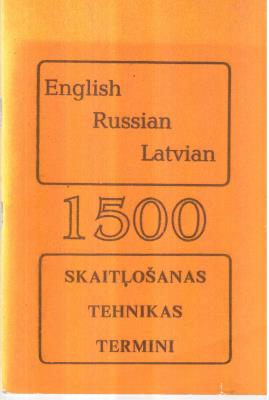 English
Russian
Latvian
1500
SKAITĻOŠANAS
TEHNIKAS
TERMINI